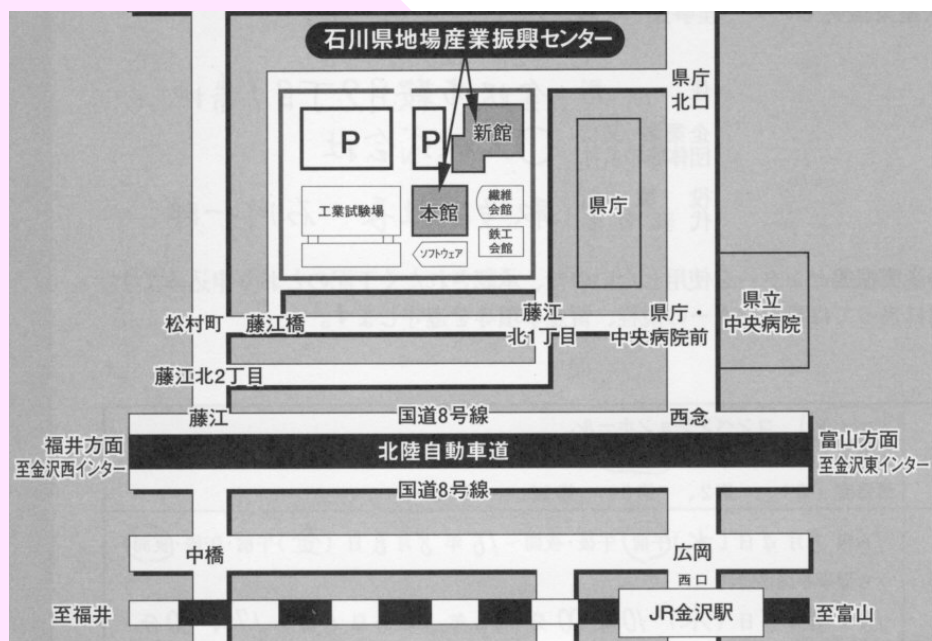 石川県地場産業振興センター
県庁
北口
P
P
新館
工業試験場
本館
繊維
会館
ソフトウェア
鉄工
会館
県庁
県立
中央病院
松村町
藤江橋
藤江
北1丁目
県庁・
中央病院前
藤江北2丁目
藤江
国道8号線
西念
福井方面
至金沢西インター
北陸自動車道
富山方面
至金沢東インター
国道8号線
中橋
広岡
西口
至福井
JR金沢駅
至富山